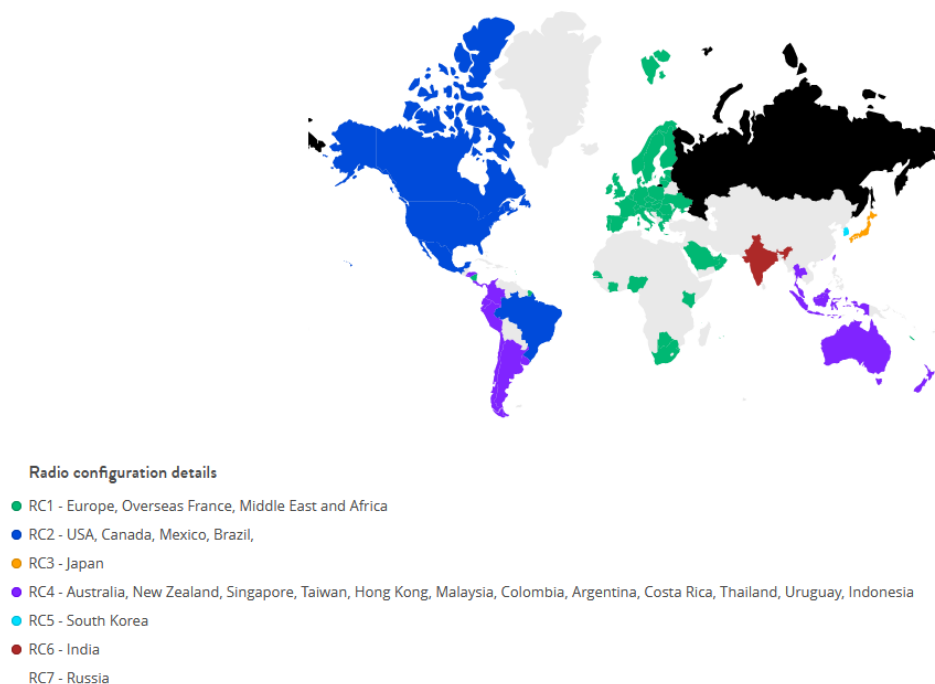 Radio configuration details
RC1 - Europe, Overseas France, Middle East and Africa
RC2 - USA, Canada, Mexico, Brazil,
RC3 - Japan
RC4 - Australia, New Zealand, Singapore, Taiwan, Hong Kong, Malaysia, Colombia, Argentina, Costa Rica, Thailand, Uruguay, Indonesia
RC5 - South Korea
RC6 - India
RC7 - Russia